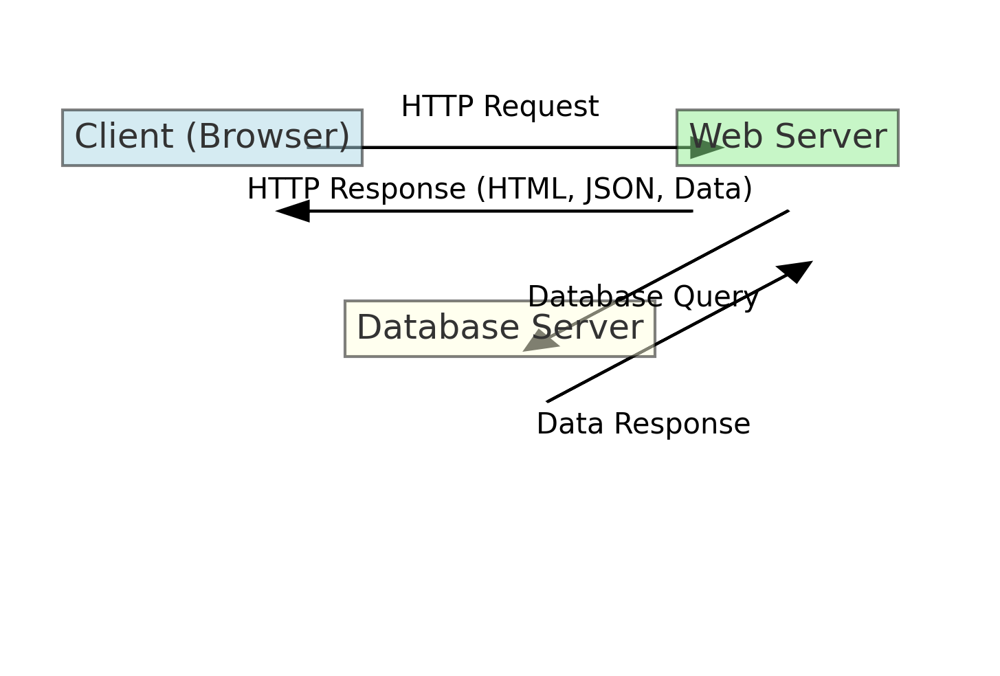 HTTP Request
Client (Browser)
Web Server
HTTP Response (HTML, JSON, Data)
Database Query
Database Server
Data Response